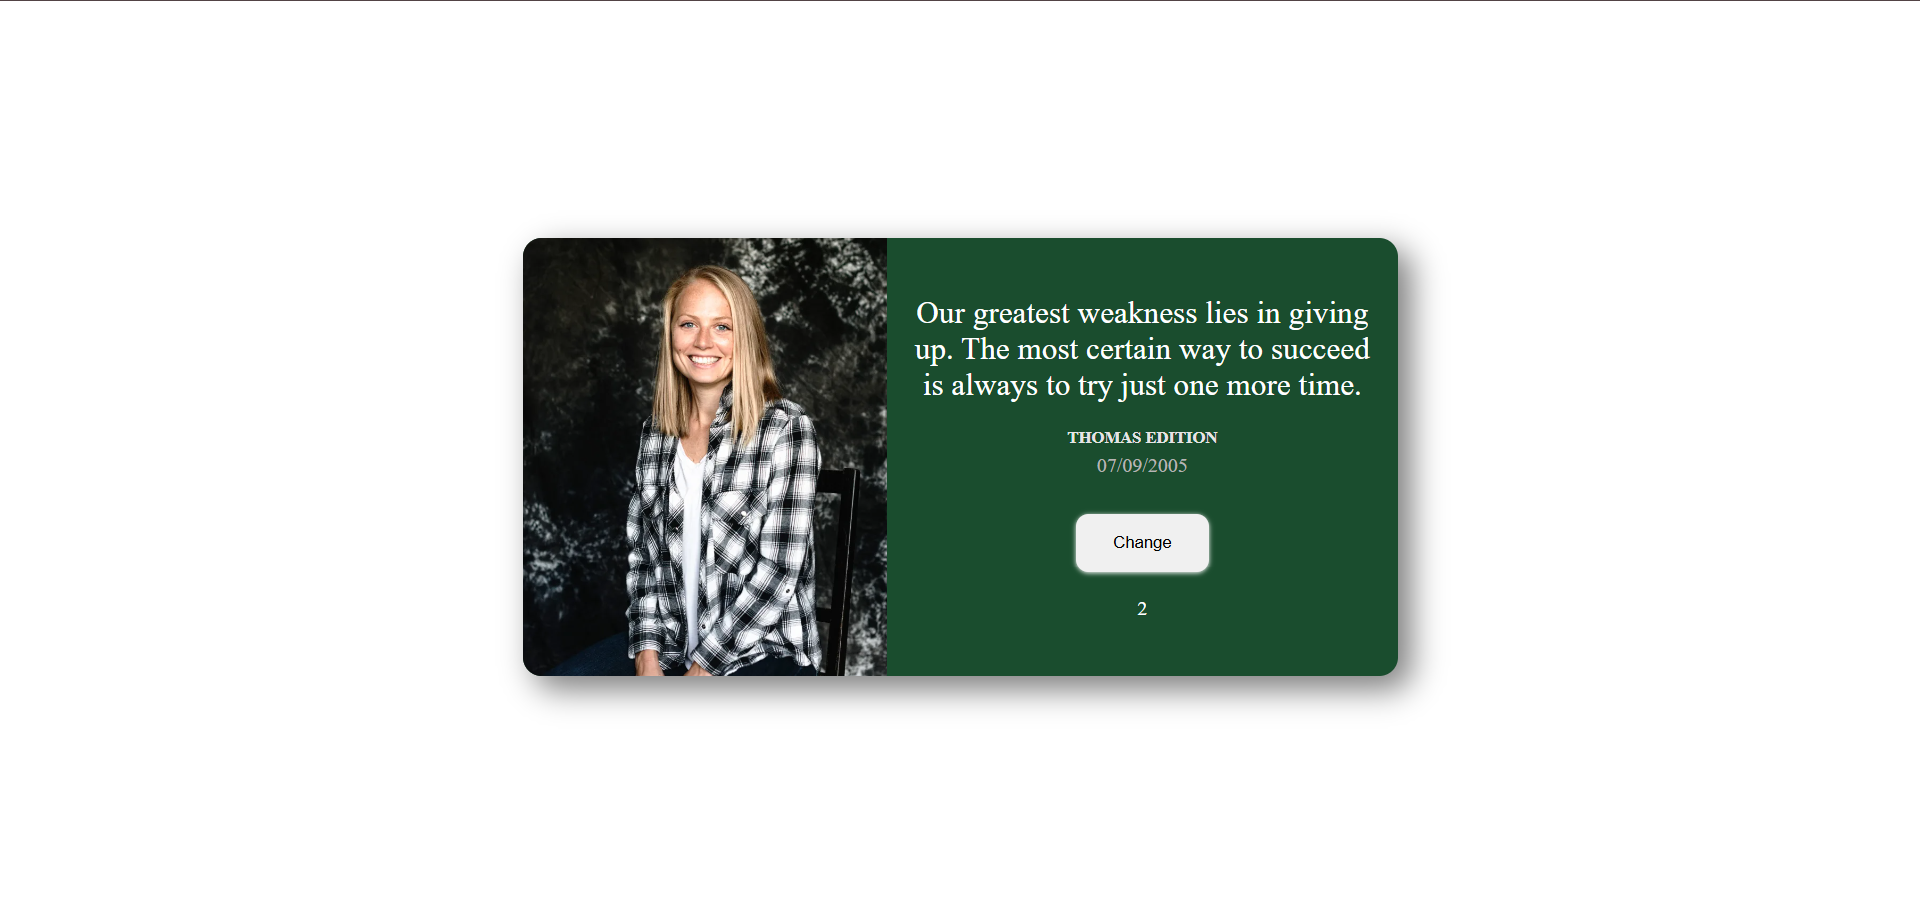 Our greatest weakness lies in giving
up. The most certain way to succeed
is always to try just one more time.
THOMAS EDITION
07/09/2005
Change
2